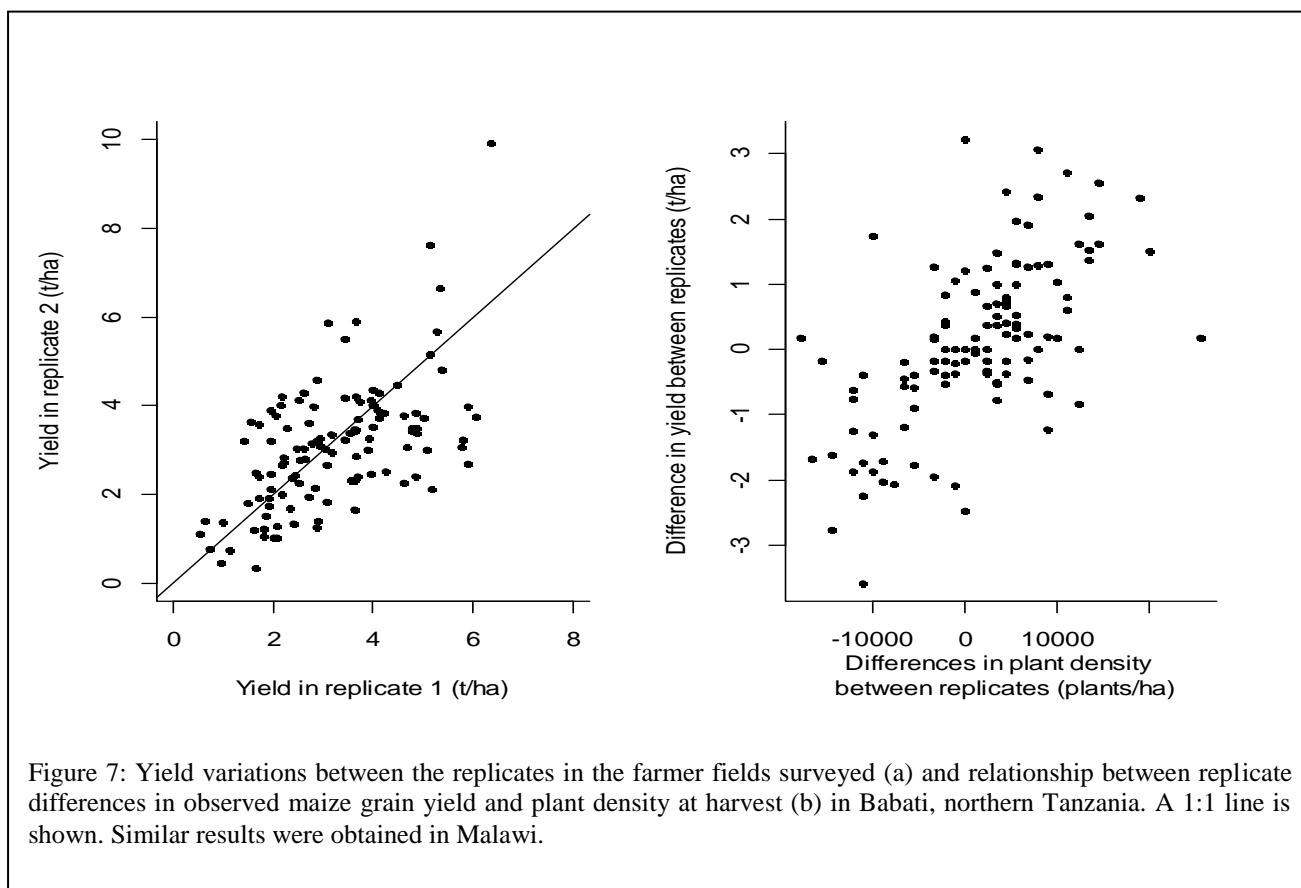 10
8
6
4
2
0
Yield in replicate 2 (t/ha)
0 2 4 6 8
Yield in replicate 1 (t/ha)
3
2
1
0
-1
-2
-3
Difference in yield between replicates (t/ha)
-10000 0 10000
Differences in plant density
between replicates (plants/ha)
Figure 7: Yield variations between the replicates in the farmer fields surveyed (a) and relationship between replicate
differences in observed maize grain yield and plant density at harvest (b) in Babati, northern Tanzania. A 1:1 line is
shown. Similar results were obtained in Malawi.